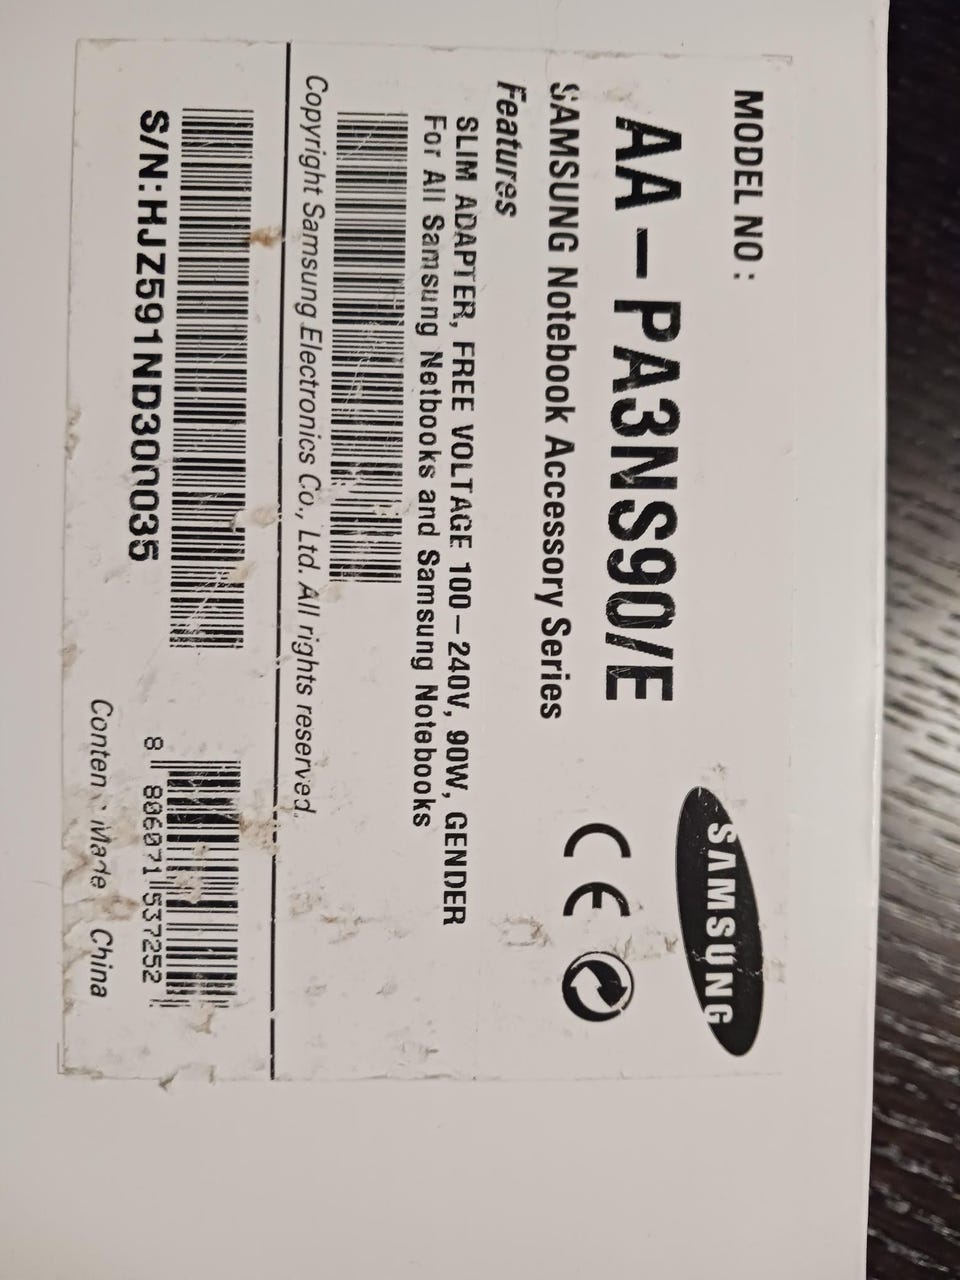 MODEL NO :
AA-PA3NS90/E
SAMSUNG
SAMSUNG Notebook Accessory Series
Features
SLIM ADAPTER, FREE VOLTAGE 100-240V, 90W, GENDER
For All Samsung Netbooks and Samsung Notebooks
Copyright Samsung Electronics Co., Ltd. All rights reserved.
S/N:HJZ591ND300035
8 806071 537252
Conten : Made China